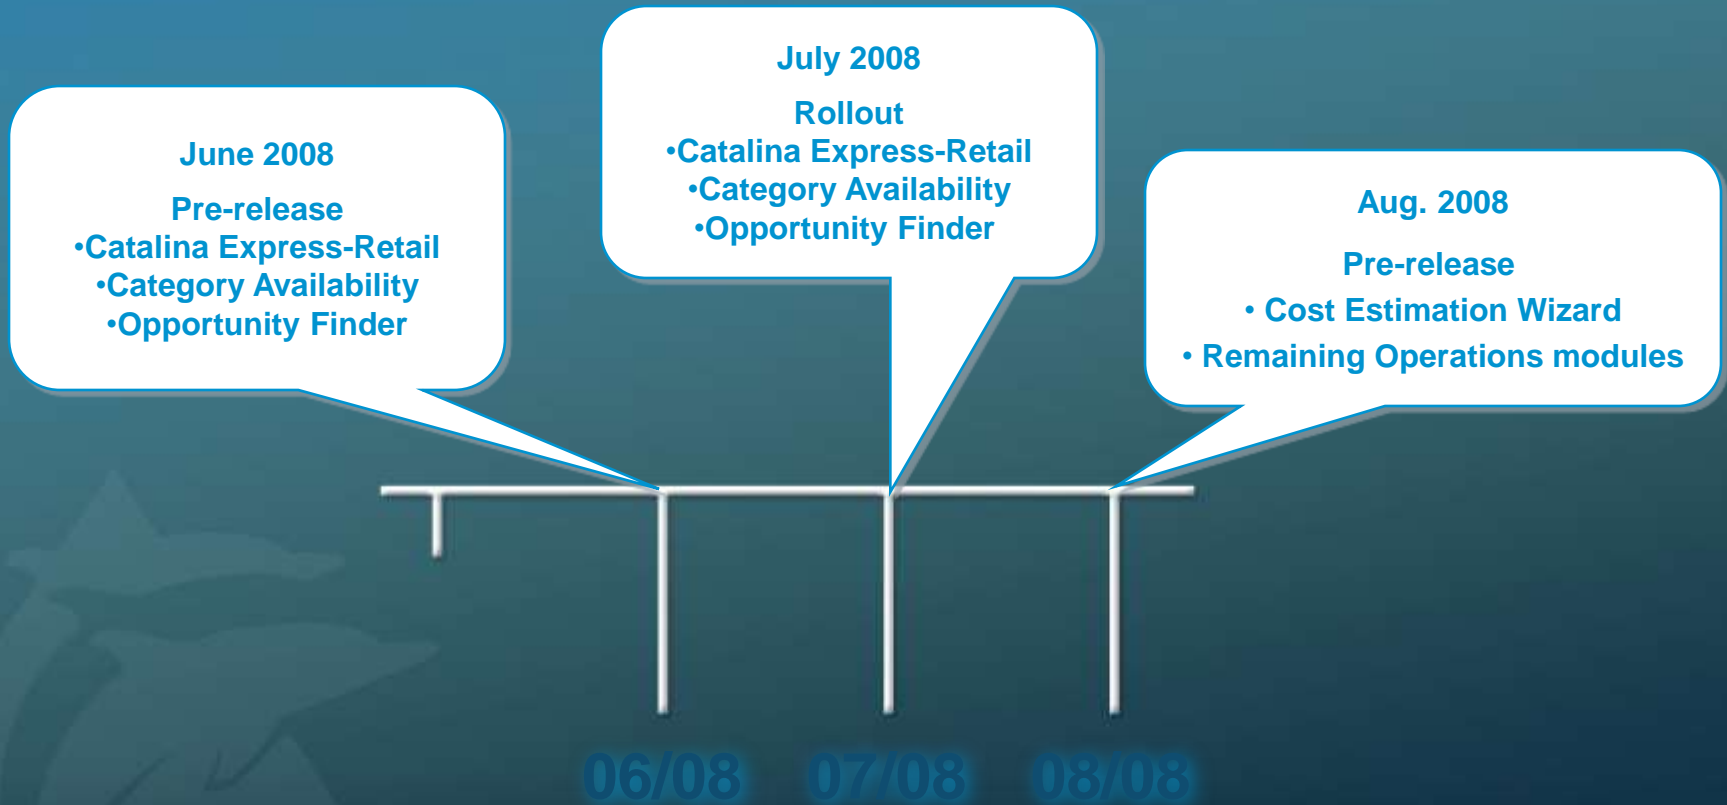 June 2008
Pre-release
•Catalina Express-Retail
•Category Availability
•Opportunity Finder
July 2008
Rollout
•Catalina Express-Retail
•Category Availability
•Opportunity Finder
Aug. 2008
Pre-release
• Cost Estimation Wizard
• Remaining Operations modules
06/08 07/08 08/08